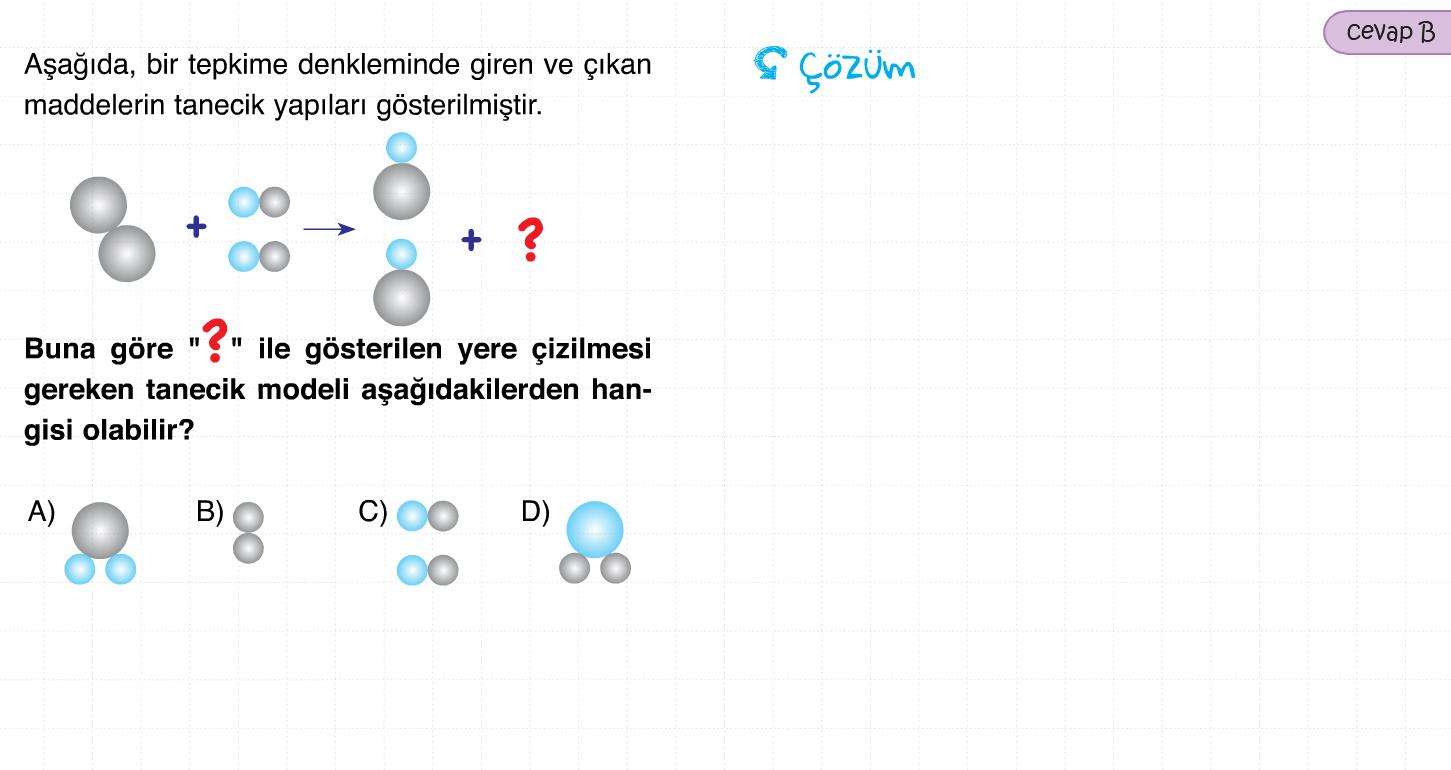 Cevap B
Aşağıda, bir tepkime denkleminde giren ve çıkan
maddelerin tanecik yapıları gösterilmiştir.
Çözüm
+ → + ?
Buna göre "?" ile gösterilen yere çizilmesi
gereken tanecik modeli aşağıdakilerden han-
gisi olabilir?
A) B) C) D)